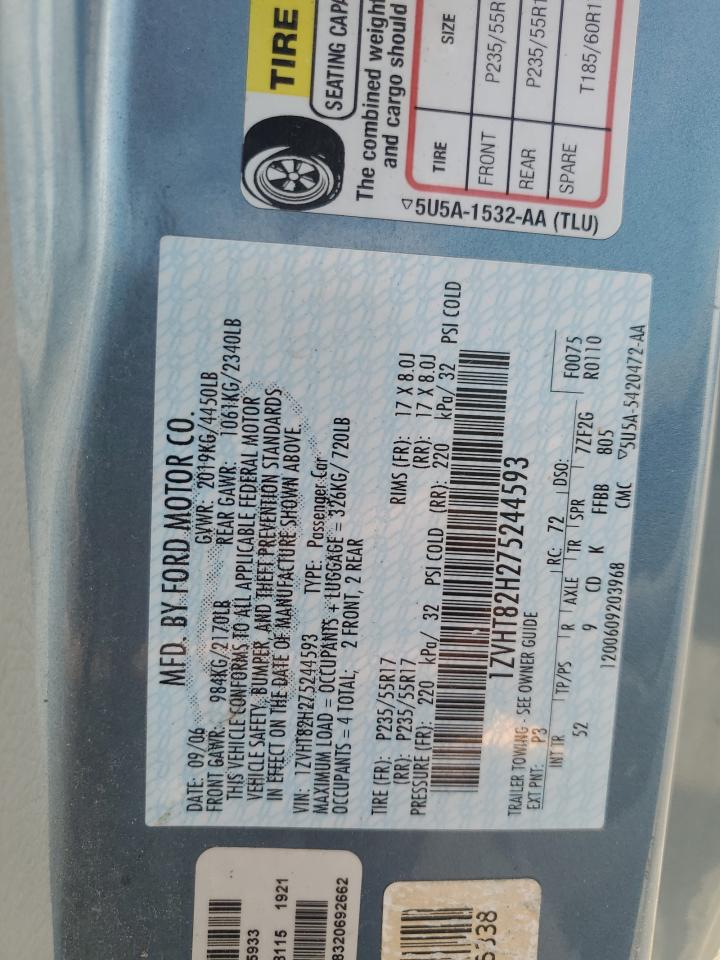 MFD. BY FORD MOTOR CO.
DATE: 09/06 GVWR: 2019KG/4450LB
FRONT GAWR: 984KG/2170LB REAR GAWR: 1061KG/2340LB
THIS VEHICLE CONFORMS TO ALL APPLICABLE FEDERAL MOTOR
VEHICLE SAFETY, BUMPER, AND THEFT PREVENTION STANDARDS
IN EFFECT ON THE DATE OF MANUFACTURE SHOWN ABOVE.
VIN: 1ZVHT82H275244593 TYPE: Passenger Car
MAXIMUM LOAD = OCCUPANTS + LUGGAGE = 326KG/ 720LB
OCCUPANTS = 4 TOTAL; 2 FRONT, 2 REAR
TIRE (FR): P235/55R17 RIMS (FR): 17 X 8.0J
(RR): P235/55R17 (RR): 17 X 8.0J
PRESSURE (FR): 220 kPa/ 32 PSI COLD (RR): 220 kPa/ 32 PSI COLD
1ZVHT82H275244593
TRAILER TOWING - SEE OWNER GUIDE
EXT PNT: P3 RC: 72 DSO: 7ZF2G F0075
INT TR TP/PS R AXLE TR SPR 805 R0110
52 9 CD K FFBB
CMC ▽5U5A-5420472-AA
1200609203968
TIRE
SEATING CAPA
The combined weight
and cargo should
TIRE SIZE
FRONT P235/55R
REAR P235/55R1
SPARE T185/60R1
◁5U5A-1532-AA (TLU)
5933
3115 1921
8320692662